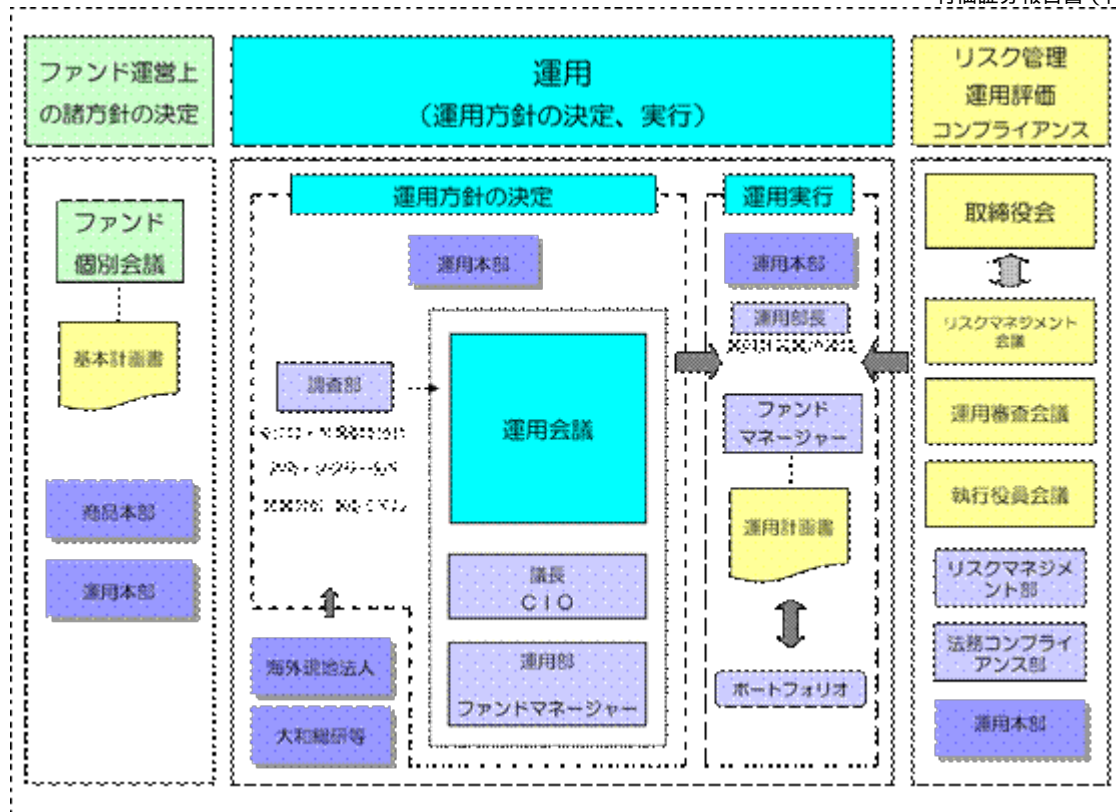 ファンド運営上
の諸方針の決定
運用
（運用方針の決定、実行）
リスク管理
運用評価
コンプライアンス
ファンド
個別会議
基本計画書
商品本部
運用本部
運用方針の決定
運用本部
調査部
運用会議
議長
ＣＩＯ
運用部
ファンドマネージャー
海外現地法人
大和総研等
運用実行
運用本部
運用部長
ファンド
マネージャー
運用計画書
ポートフォリオ
取締役会
リスクマネジメント
会議
運用審査会議
執行役員会議
リスクマネジメ
ント部
法務コンプライ
アンス部
運用本部